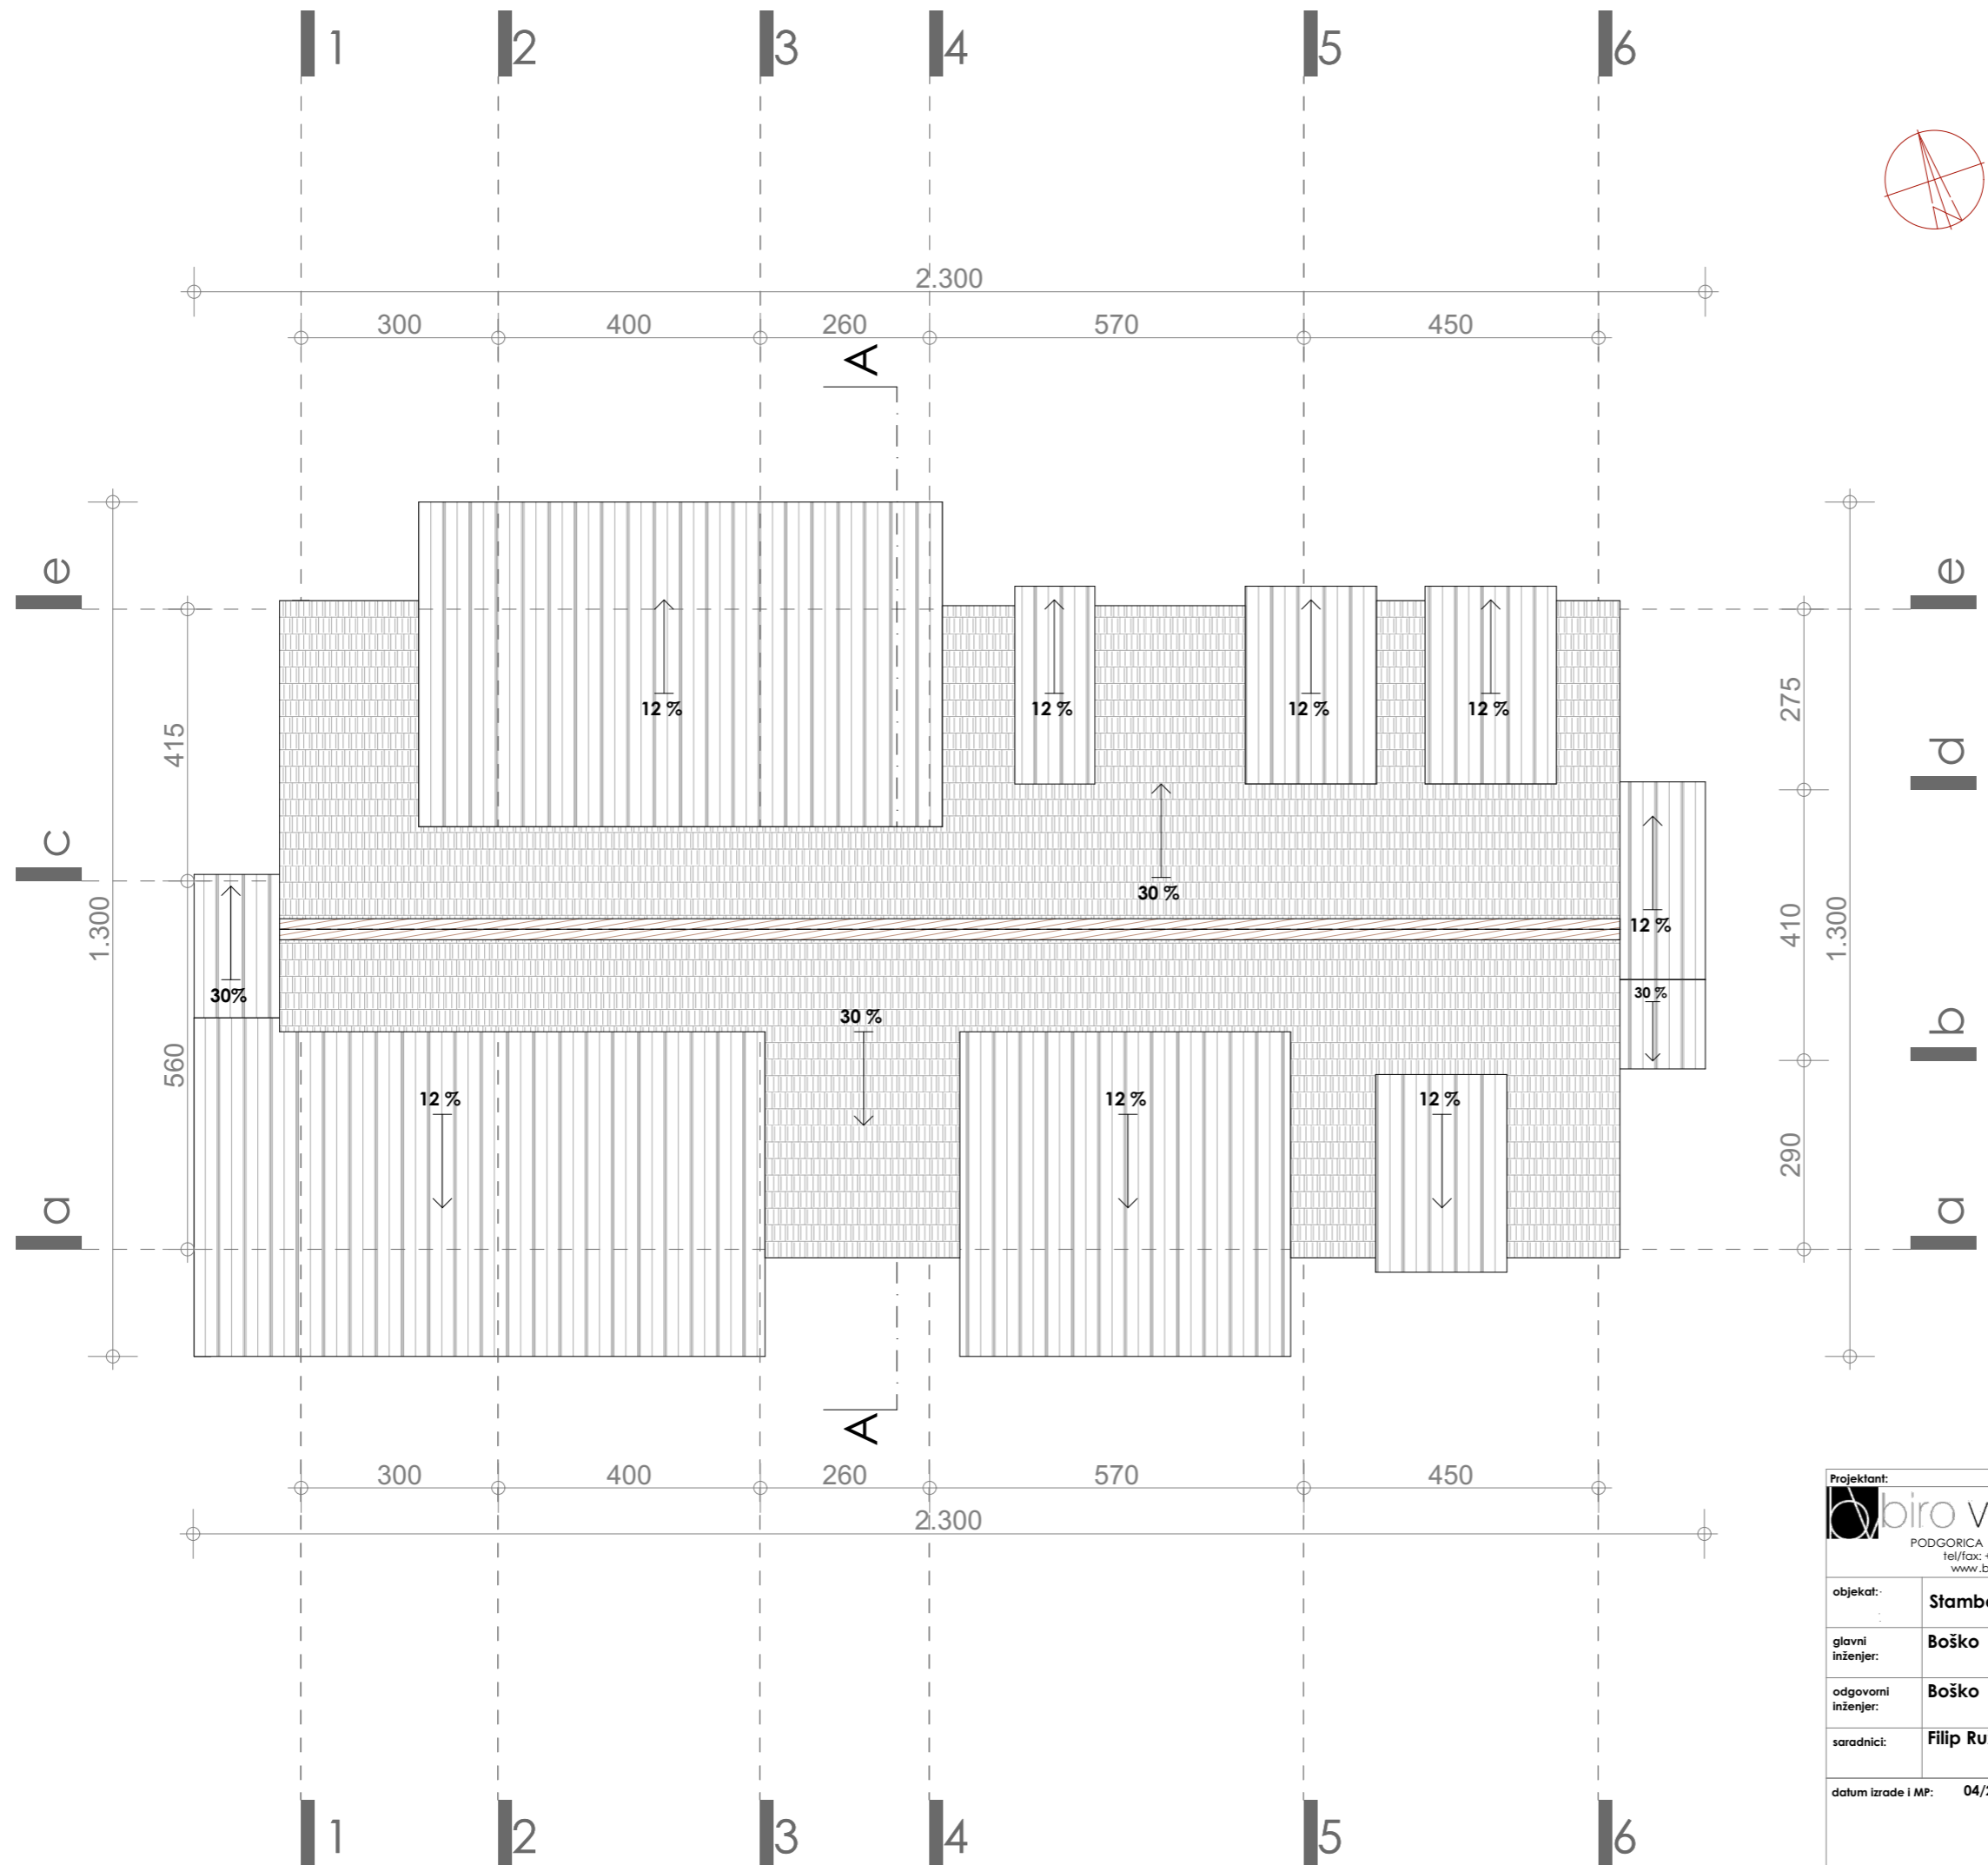 1 2 3 4 5 6
2.300
300 400 260 570 450
A
e e
12 % 12 % 12 % 12 %
415 275
d
c
30 %
1.300 410 1.300
12 %
30% 30 %
30 %
b
560
12 % 12 % 12 %
290
a a
A
300 400 260 570 450
2.300
Projektant:
biro
PODGORICA
tel/fax:
objekat:
glavni Boško
inženjer:
odgovorni Boško
inženjer:
saradnici: Filip
datum izrade i MP: 04/
1 2 3 4 5 6